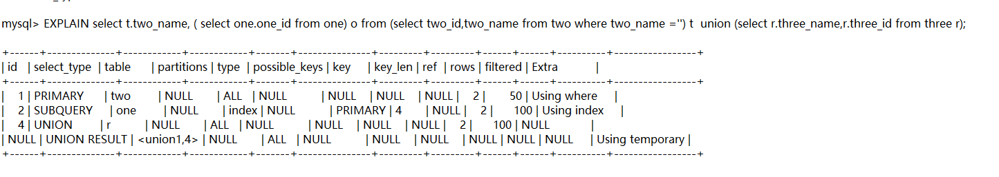 mysql> EXPLAIN select t.two_name, ( select one.one_id from one) o from (select two_id,two_name from two where two_name ='') t  union (select r.three_name,r.three_id from three r);
+------+--------------+------------+------------+-------+---------------+---------+---------+------+------+----------+-----------------+
| id   | select_type  | table      | partitions | type  | possible_keys | key     | key_len | ref  | rows | filtered | Extra           |
+------+--------------+------------+------------+-------+---------------+---------+---------+------+------+----------+-----------------+
|    1 | PRIMARY      | two        | NULL       | ALL   | NULL          | NULL    | NULL    | NULL |    2 |       50 | Using where     |
|    2 | SUBQUERY     | one        | NULL       | index | NULL          | PRIMARY | 4       | NULL |    2 |      100 | Using index     |
|    4 | UNION        | r          | NULL       | ALL   | NULL          | NULL    | NULL    | NULL |    2 |      100 | NULL            |
| NULL | UNION RESULT | <union1,4> | NULL       | ALL   | NULL          | NULL    | NULL    | NULL | NULL | NULL     | Using temporary |
+------+--------------+------------+------------+-------+---------------+---------+---------+------+------+----------+-----------------+